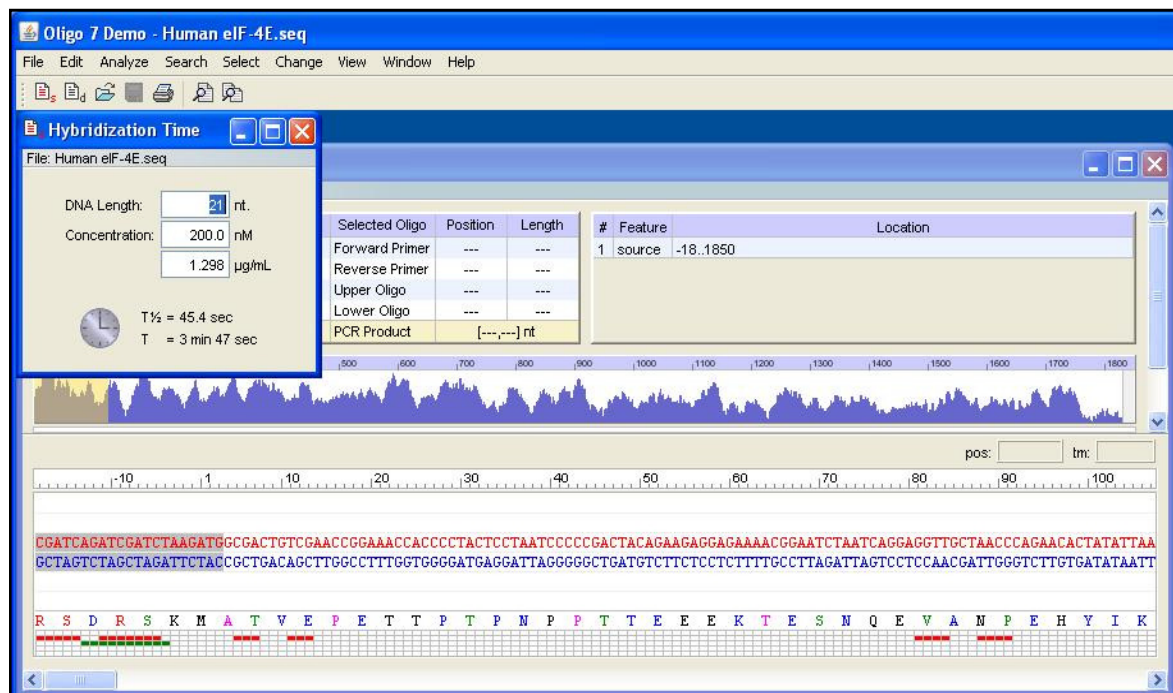 Oligo 7 Demo - Human eIF-4E.seq
File Edit Analyze Search Select Change View Window Help
Hybridization Time
File: Human eIF-4E.seq
DNA Length: 21 nt.
Concentration: 200.0 nM
1.298 µg/mL
T½ = 45.4 sec
T = 3 min 47 sec
Selected Oligo Position Length
Forward Primer --- ---
Reverse Primer --- ---
Upper Oligo --- ---
Lower Oligo --- ---
PCR Product [---,---] nt
# Feature Location
1 source -18..1850
500 600 700 800 900 1000 1100 1200 1300 1400 1500 1600 1700 1800
pos: tm:
-10 1 10 20 30 40 50 60 70 80 90 100
CGATCAGATCGATCTAAGATGGCGACTGTCGAACCGGAAACCACCCCTACTCCTAATCCCCCGACTACAGAAGAGGAGAAAACGGAATCTAATCAGGAGGTTGCTAACCCAGAACACTATATTAA
GCTAGTCTAGCTAGATTCTACCGCTGACAGCTTGGCCTTTGGTGGGGATGAGGATTAGGGGGCTGATGTCTTCTCCTCTTTTGCCTTAGATTAGTCCTCCAACGATTGGGTCTTGTGATATAATT
R S D R S K M A T V E P E T T P T P N P P T T E E E K T E S N Q E V A N P E H Y I K